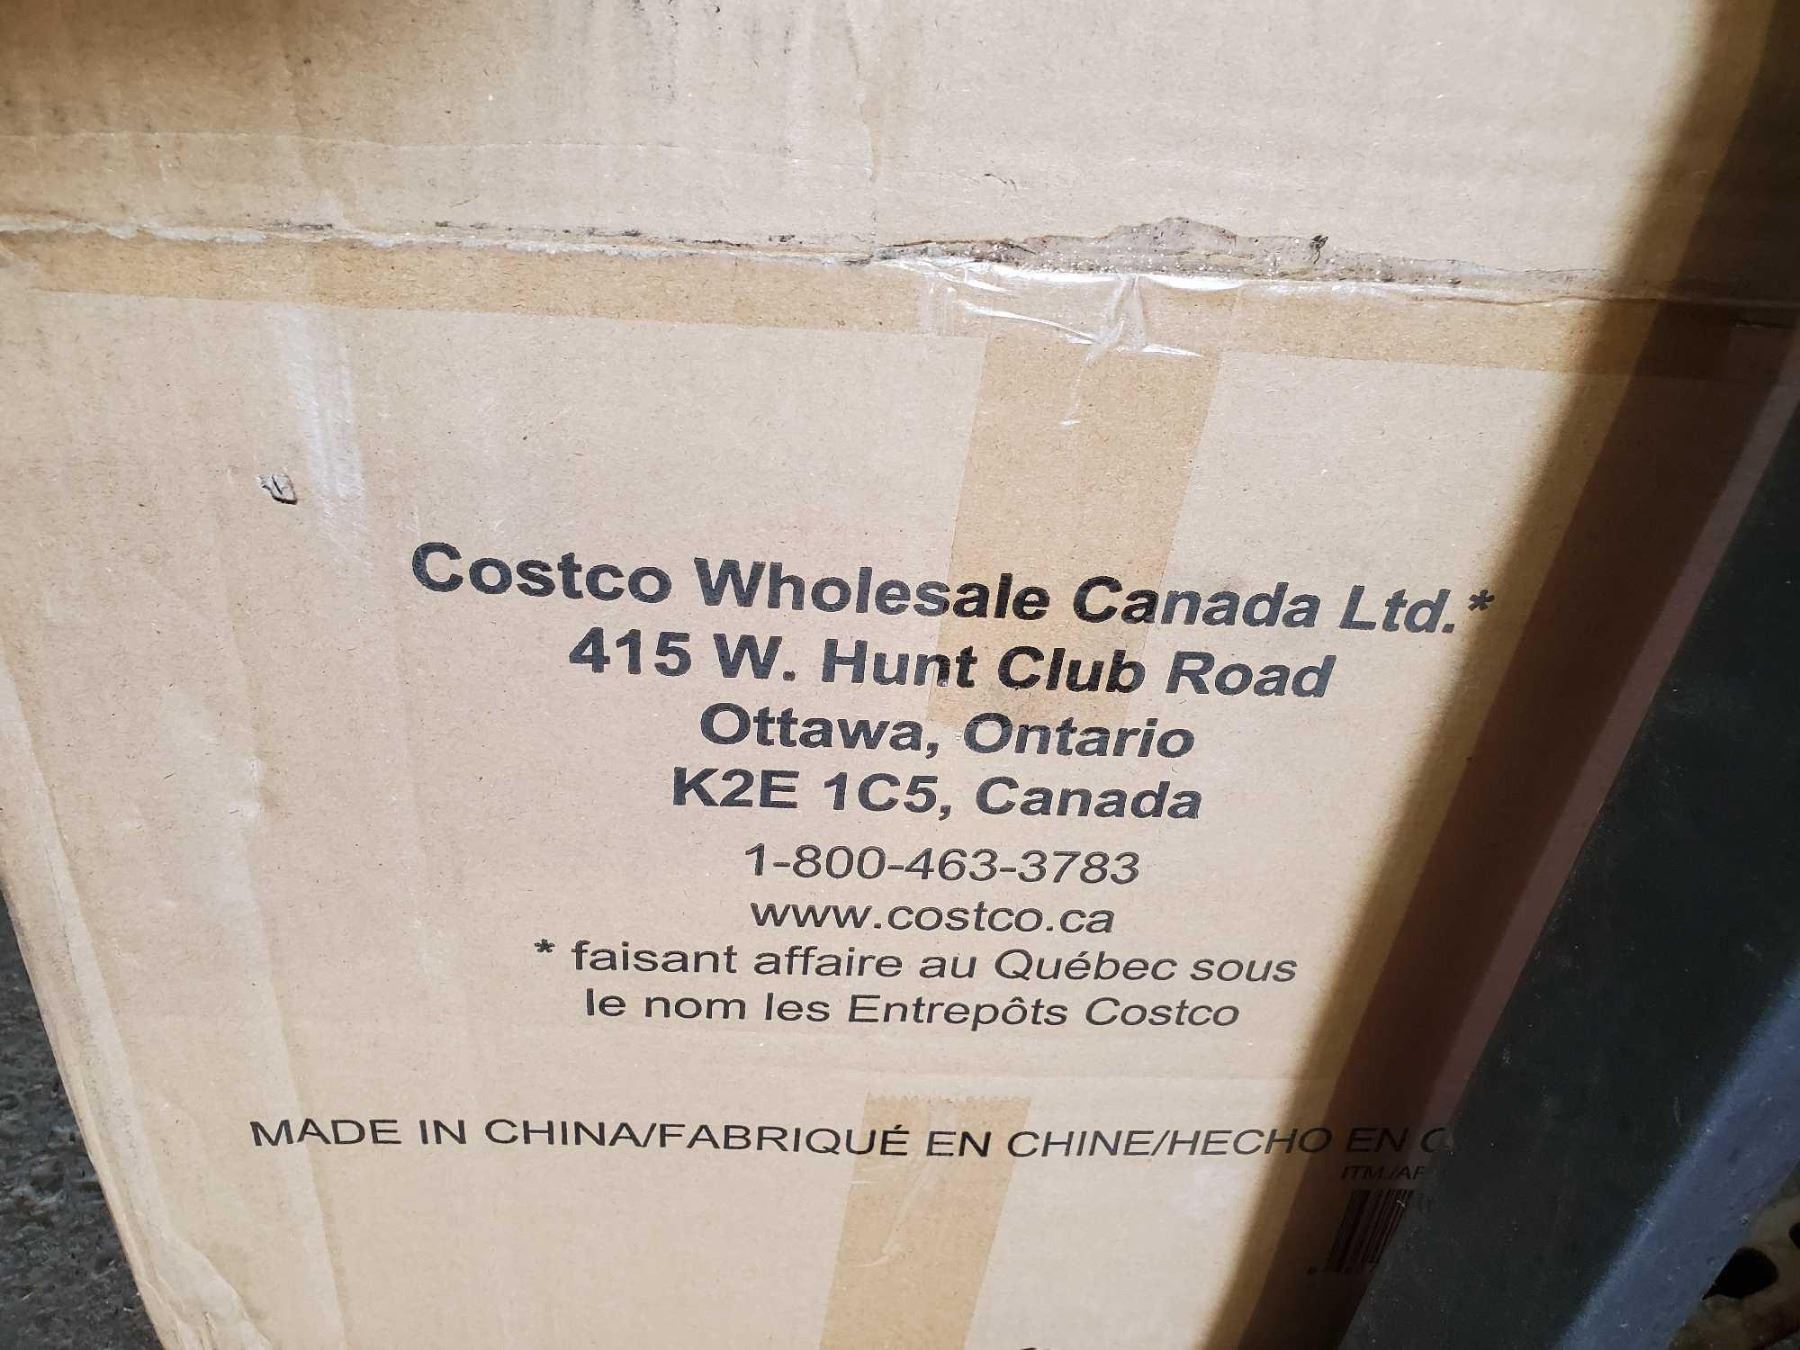 Costco Wholesale Canada Ltd.*
415 W. Hunt Club Road
Ottawa, Ontario
K2E 1C5, Canada
1-800-463-3783
www.costco.ca
* faisant affaire au Québec sous
le nom les Entrepôts Costco
MADE IN CHINA/FABRIQUÉ EN CHINE/HECHO EN